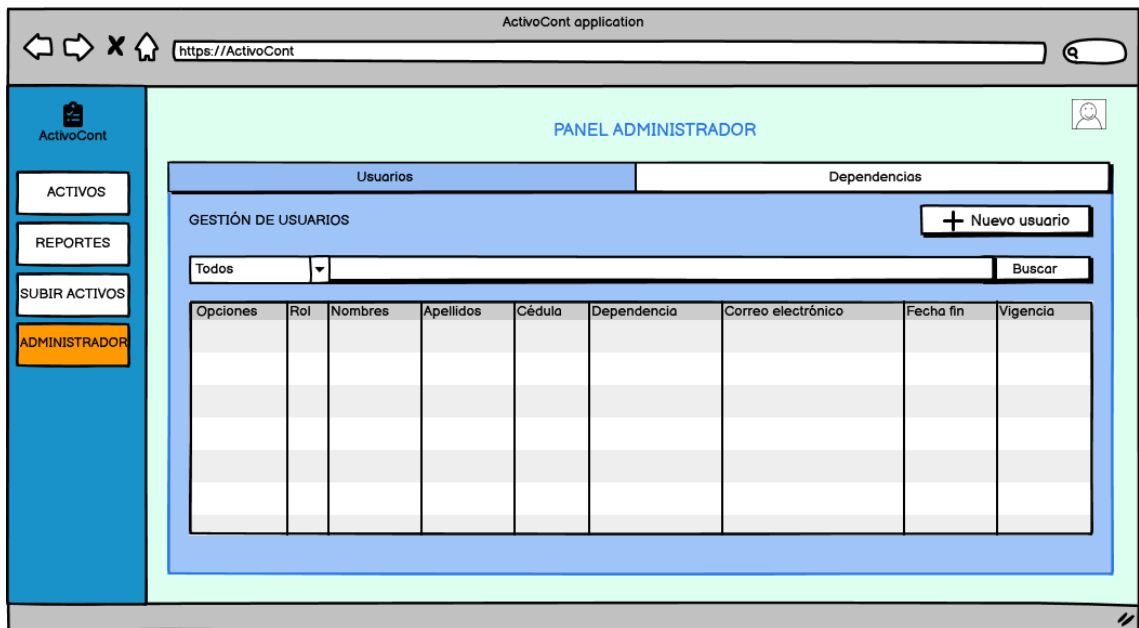 ActivoCont application
https://ActivoCont
ActivoCont
PANEL ADMINISTRADOR
ACTIVOS
REPORTES
SUBIR ACTIVOS
ADMINISTRADOR
Usuarios
Dependencias
GESTIÓN DE USUARIOS
Nuevo usuario
Todos
Buscar
Opciones Rol Nombres Apellidos Cédula Dependencia Correo electrónico Fecha fin Vigencia